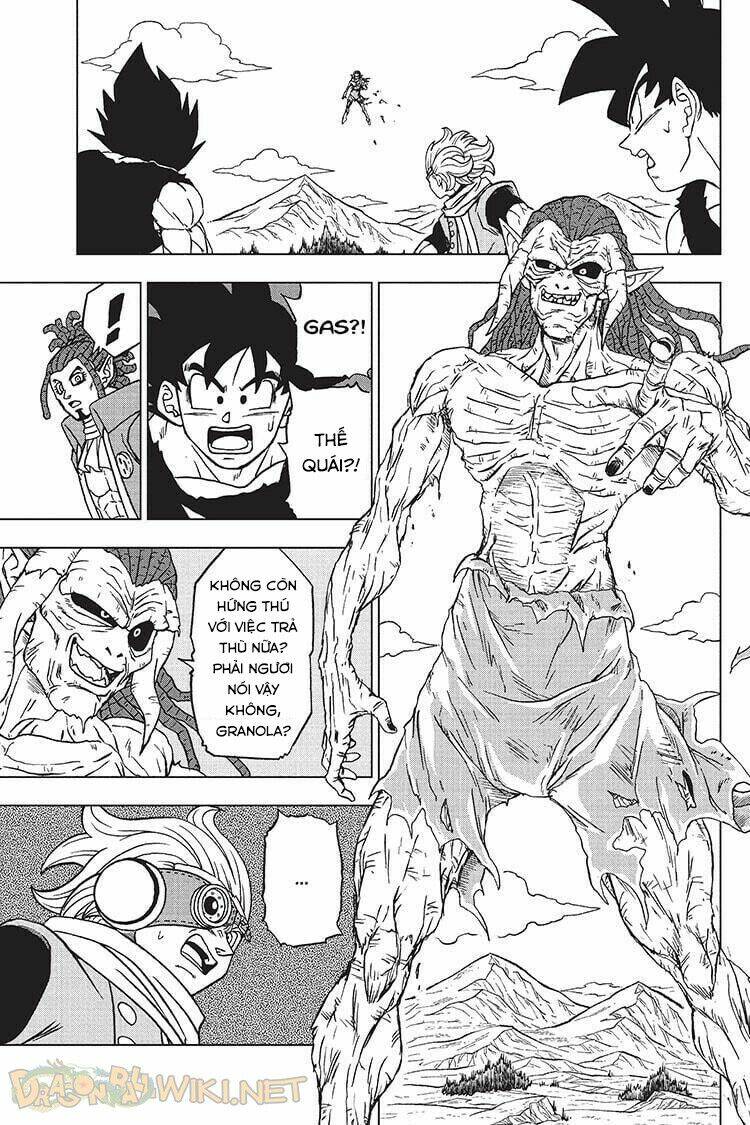 GAS?!
THẾ
QUÁI?!
!
KHÔNG CÒN
HỨNG THÚ
VỚI VIỆC TRẢ
THÙ NỮA?
PHẢI NGƯƠI
NÓI VẬY
KHÔNG,
GRANOLA?
...
DRAGONBALLWIKI.NET